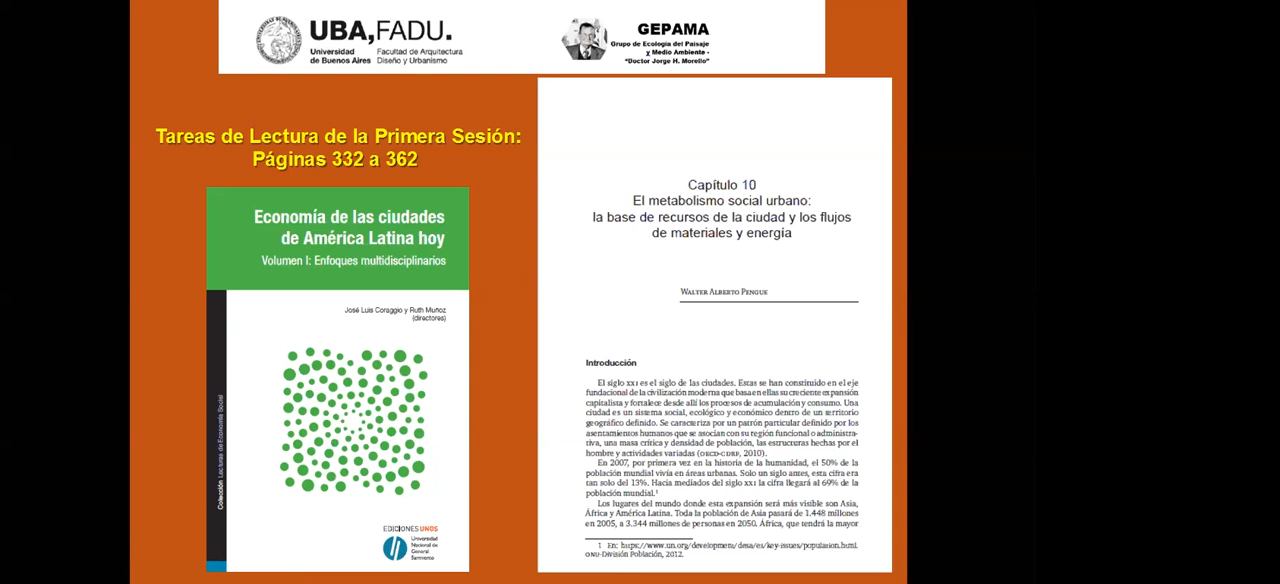 UBA,FADU.
Universidad
de Buenos Aires
Facultad de Arquitectura
Diseño y Urbanismo
GEPAMA
Grupo de Ecología del Paisaje
y Medio Ambiente -
"Doctor Jorge H. Morello"
Tareas de Lectura de la Primera Sesión:
Páginas 332 a 362
Economía de las ciudades
de América Latina hoy
Volumen I: Enfoques multidisciplinarios
José Luis Coraggio y Ruth Muñoz
(directores)
Colección Lecturas de Economía Social
EDICIONES UNGS
Universidad
Nacional de
General
Sarmiento
Capítulo 10
El metabolismo social urbano:
la base de recursos de la ciudad y los flujos
de materiales y energía
Walter Alberto Pengue
Introducción
El siglo XXI es el siglo de las ciudades. Estas se han constituido en el eje
fundacional de la civilización moderna que basa en ellas su creciente expansión
capitalista y fortalece desde allí los procesos de acumulación y consumo. Una
ciudad es un sistema social, ecológico y económico dentro de un territorio
geográfico definido. Se caracteriza por un patrón particular definido por los
asentamientos humanos que se asocian con su región funcional o administra-
tiva, una masa crítica y densidad de población, las estructuras hechas por el
hombre y actividades variadas (OECD-CDRF, 2010).
En 2007, por primera vez en la historia de la humanidad, el 50% de la
población mundial vivía en áreas urbanas. Solo un siglo antes, esta cifra era
tan solo del 13%. Hacia mediados del siglo XXI la cifra llegará al 69% de la
población mundial.1
Los lugares del mundo donde esta expansión será más visible son Asia,
África y América Latina. Toda la población de Asia pasará de 1.448 millones
en 2005, a 3.344 millones de personas en 2050. África, que tendrá la mayor
1 En: https://www.un.org/development/desa/es/key-issues/population.html.
ONU-División Población, 2012.